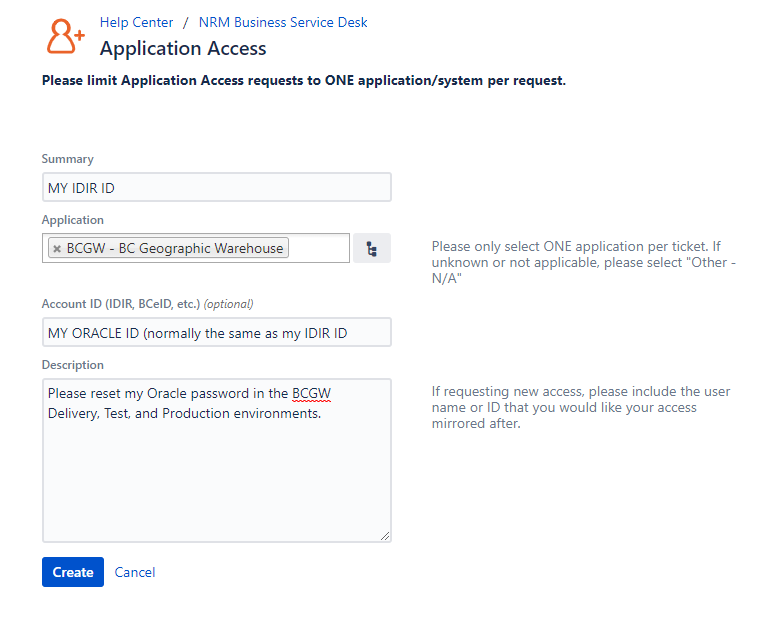 Help Center / NRM Business Service Desk
Application Access
Please limit Application Access requests to ONE application/system per request.
Summary
MY IDIR ID
Application
× BCGW - BC Geographic Warehouse
Please only select ONE application per ticket. If
unknown or not applicable, please select "Other -
N/A"
Account ID (IDIR, BCeID, etc.) (optional)
MY ORACLE ID (normally the same as my IDIR ID
Description
Please reset my Oracle password in the BCGW
Delivery, Test, and Production environments.
If requesting new access, please include the user
name or ID that you would like your access
mirrored after.
Create Cancel